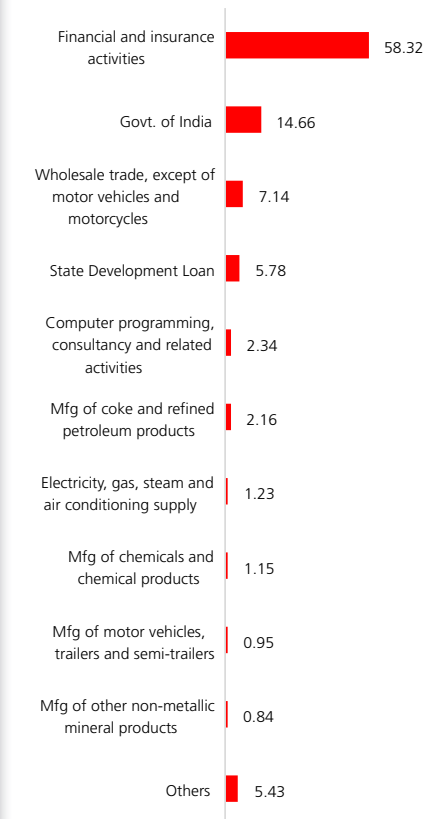 Financial and insurance
activities
58.32
Govt. of India
14.66
Wholesale trade, except of
motor vehicles and
motorcycles
7.14
State Development Loan
5.78
Computer programming,
consultancy and related
activities
2.34
Mfg of coke and refined
petroleum products
2.16
Electricity, gas, steam and
air conditioning supply
1.23
Mfg of chemicals and
chemical products
1.15
Mfg of motor vehicles,
trailers and semi-trailers
0.95
Mfg of other non-metallic
mineral products
0.84
Others
5.43